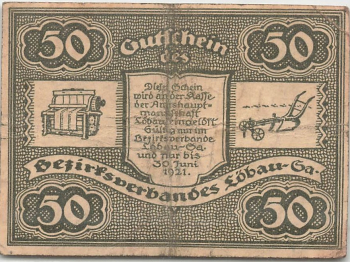 50 Gutschein 50
des
Dieser Schein
wird an der Kasse
der Amtshaupt-
mannschaft
Löbau eingelöst
Gültig nur im
Bezirksverbande
Löbau-Sa.
und nur bis
30 Juni
1921.
Bezirksverbandes Löbau-Sa.
50 50